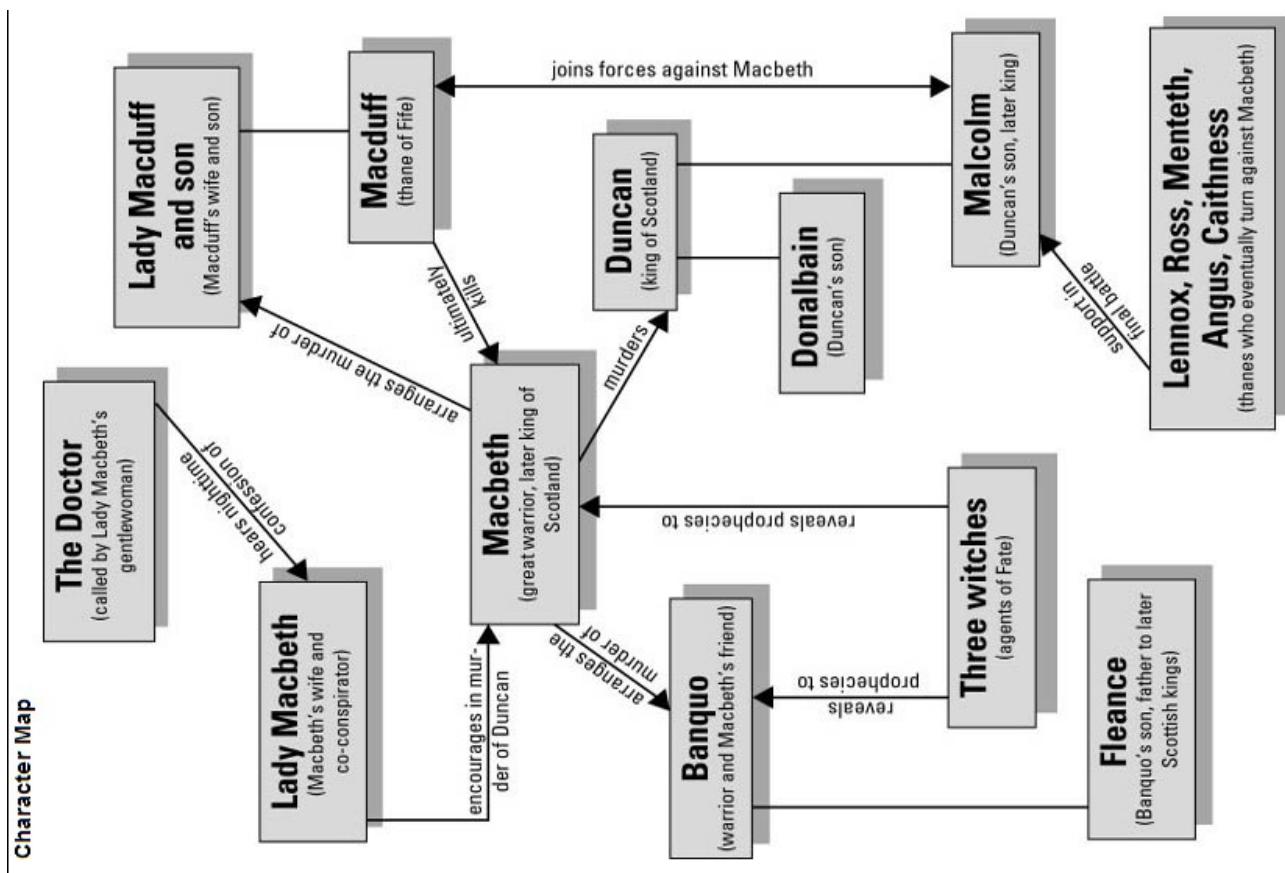 Character Map
The Doctor
(called by Lady Macbeth's
gentlewoman)
hears nighttime
confession of
Lady Macbeth
(Macbeth's wife and
co-conspirator)
encourages in mur-
der of Duncan
Lady Macduff
and son
(Macduff's wife and son)
arranges the murder of
Macduff
(thane of Fife)
ultimately
kills
joins forces against Macbeth
Macbeth
(great warrior, later king of
Scotland)
murders
Duncan
(king of Scotland)
Donalbain
(Duncan's son)
Malcolm
(Duncan's son, later king)
arranges the
murder of
Banquo
(warrior and Macbeth's friend)
reveals prophecies to
reveals
prophecies to
Three witches
(agents of Fate)
Fleance
(Banquo's son, father to later
Scottish kings)
support in
final battle
Lennox, Ross, Menteth,
Angus, Caithness
(thanes who eventually turn against Macbeth)